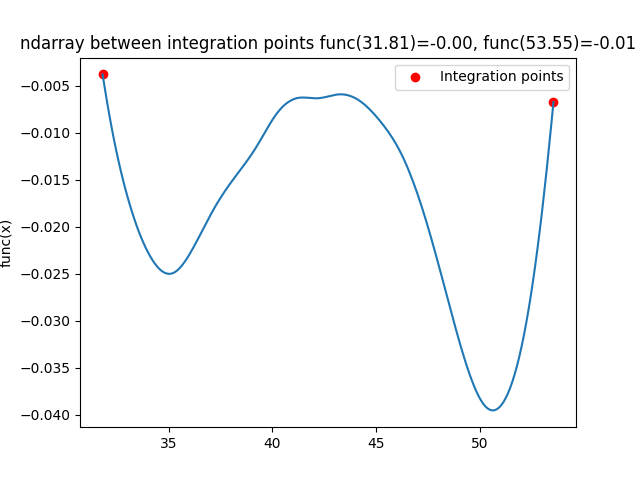 ndarray between integration points func(31.81)=-0.00, func(53.55)=-0.01
Integration points
−0.005
−0.010
−0.015
−0.020
−0.025
−0.030
−0.035
−0.040
func(x)
35 40 45 50